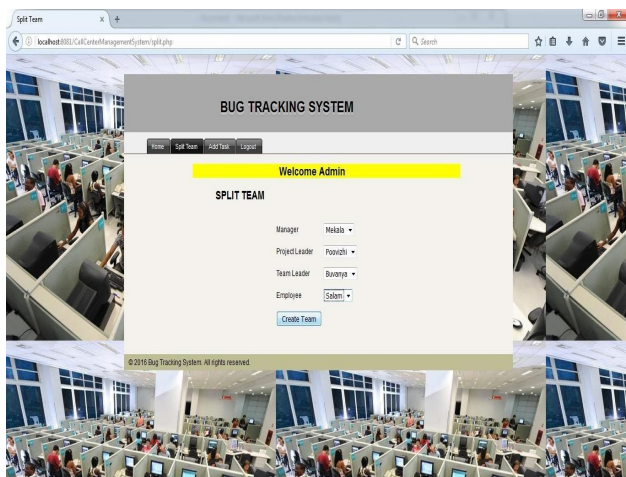 Split Team × +
localhost:8081/CallCenterManagementSystem/split.php
Search
BUG TRACKING SYSTEM
Home Split Team Add Task Logout
Welcome Admin
SPLIT TEAM
Manager Mekala
Project Leader Poovizhi
Team Leader Buvanya
Employee Salam
Create Team
© 2016 Bug Tracking System. All rights reserved.